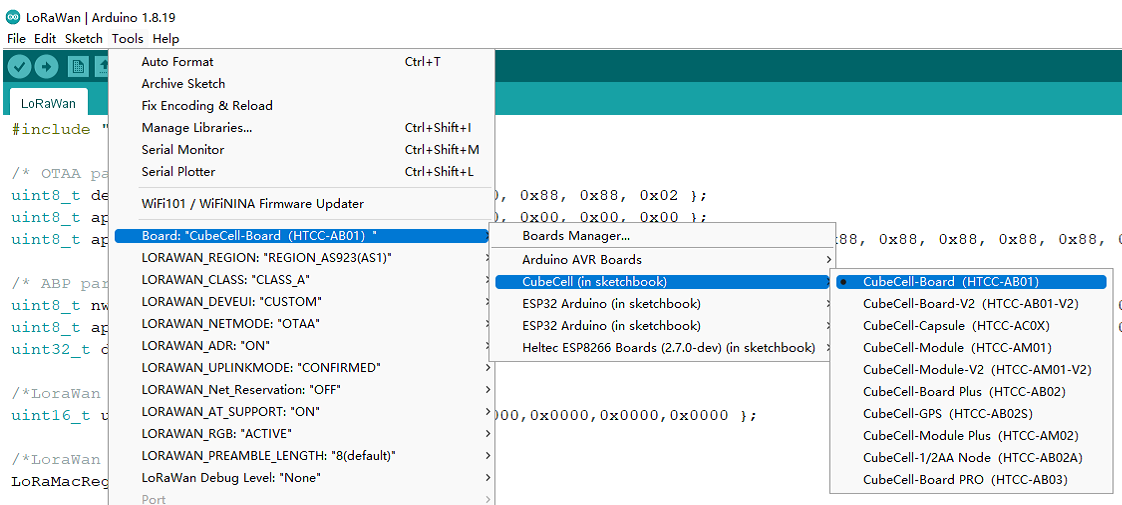 LoRaWan | Arduino 1.8.19
File Edit Sketch Tools Help
LoRaWan
Auto Format Ctrl+T
Archive Sketch
Fix Encoding & Reload
Manage Libraries... Ctrl+Shift+I
Serial Monitor Ctrl+Shift+M
Serial Plotter Ctrl+Shift+L
WiFi101 / WiFiNINA Firmware Updater
Board: "CubeCell-Board (HTCC-AB01) "
LORAWAN_REGION: "REGION_AS923(AS1)"
LORAWAN_CLASS: "CLASS_A"
LORAWAN_DEVEUI: "CUSTOM"
LORAWAN_NETMODE: "OTAA"
LORAWAN_ADR: "ON"
LORAWAN_UPLINKMODE: "CONFIRMED"
LORAWAN_Net_Reservation: "OFF"
LORAWAN_AT_SUPPORT: "ON"
LORAWAN_RGB: "ACTIVE"
LORAWAN_PREAMBLE_LENGTH: "8(default)"
LoRaWan Debug Level: "None"
Port
Boards Manager...
Arduino AVR Boards
CubeCell (in sketchbook)
ESP32 Arduino (in sketchbook)
ESP32 Arduino (in sketchbook)
Heltec ESP8266 Boards (2.7.0-dev) (in sketchbook)
CubeCell-Board (HTCC-AB01)
CubeCell-Board-V2 (HTCC-AB01-V2)
CubeCell-Capsule (HTCC-AC0X)
CubeCell-Module (HTCC-AM01)
CubeCell-Module-V2 (HTCC-AM01-V2)
CubeCell-Board Plus (HTCC-AB02)
CubeCell-GPS (HTCC-AB02S)
CubeCell-Module Plus (HTCC-AM02)
CubeCell-1/2AA Node (HTCC-AB02A)
CubeCell-Board PRO (HTCC-AB03)
#include "
/* OTAA pa
uint8_t de , 0x88, 0x88, 0x02 };
uint8_t ap , 0x00, 0x00, 0x00 };
uint8_t ap 88, 0x88, 0x88, 0x88, 0x88,
/* ABP par
uint8_t nw
uint8_t ap
uint32_t d
/*LoraWan
uint16_t u 000,0x0000,0x0000,0x0000 };
/*LoraWan
LoRaMacReg